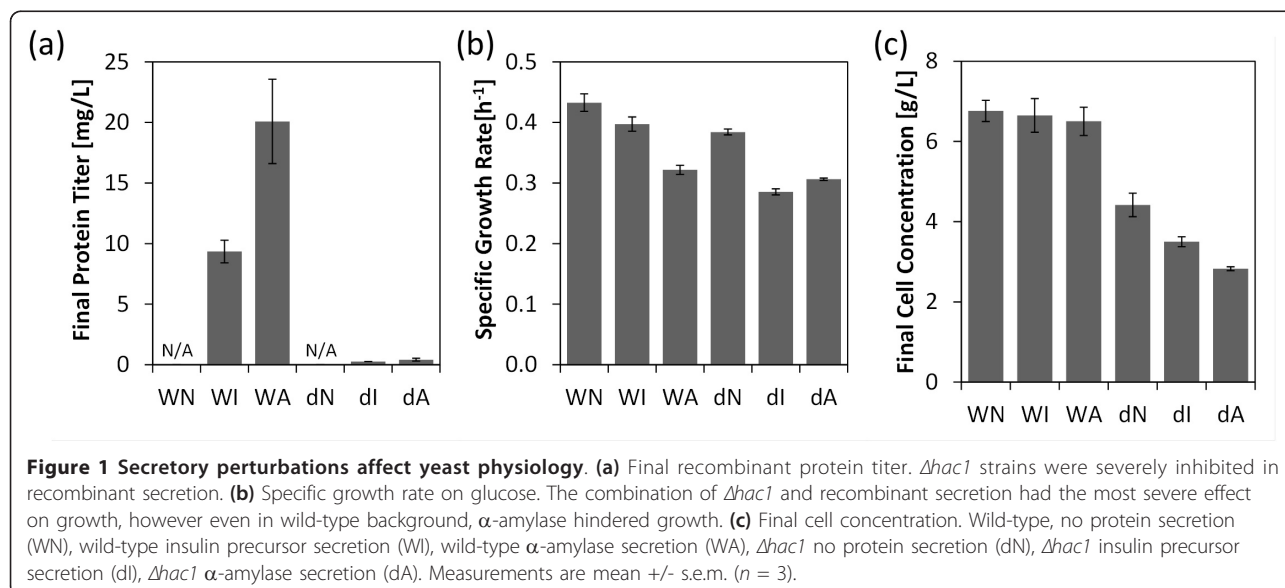 (a)
Final Protein Titer [mg/L]
25
20
15
10
5
0
N/A
N/A
WN WI WA dN dI dA
(b)
Specific Growth Rate[h-1]
0.5
0.4
0.3
0.2
0.1
0.0
WN WI WA dN dI dA
(c)
Final Cell Concentration [g/L]
8
6
4
2
0
WN WI WA dN dI dA
Figure 1 Secretory perturbations affect yeast physiology. (a) Final recombinant protein titer. Δhac1 strains were severely inhibited in
recombinant secretion. (b) Specific growth rate on glucose. The combination of Δhac1 and recombinant secretion had the most severe effect
on growth, however even in wild-type background, α-amylase hindered growth. (c) Final cell concentration. Wild-type, no protein secretion
(WN), wild-type insulin precursor secretion (WI), wild-type α-amylase secretion (WA), Δhac1 no protein secretion (dN), Δhac1 insulin precursor
secretion (dI), Δhac1 α-amylase secretion (dA). Measurements are mean +/- s.e.m. (n = 3).